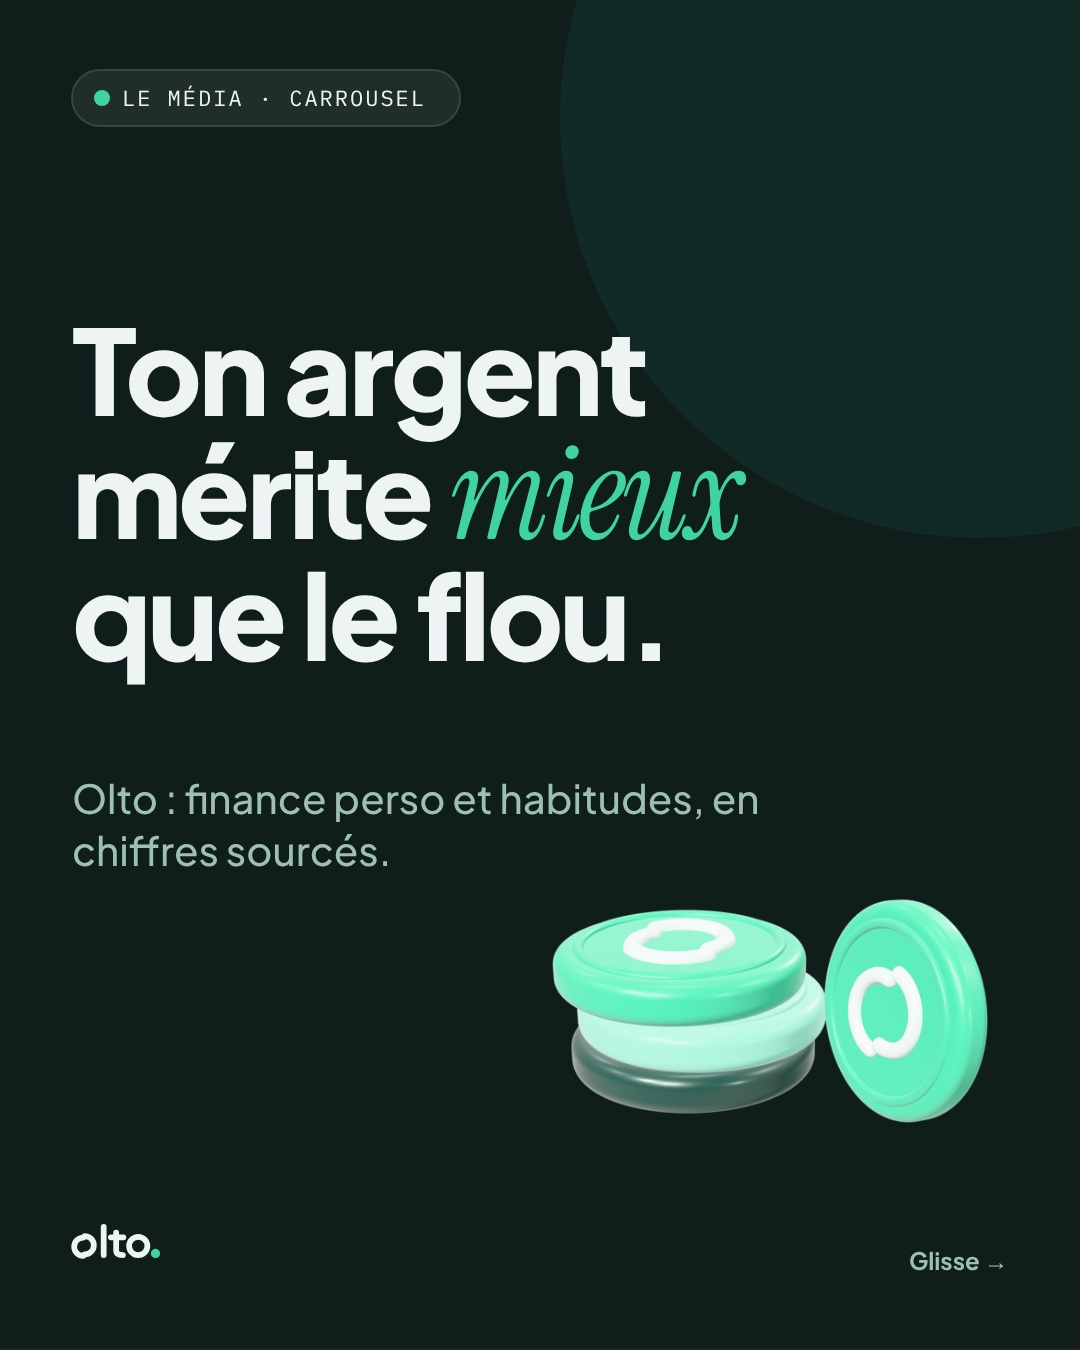 LE MÉDIA · CARROUSEL
Ton argent
mérite mieux
que le flou.
Olto : finance perso et habitudes, en
chiffres sourcés.
olto.
Glisse →